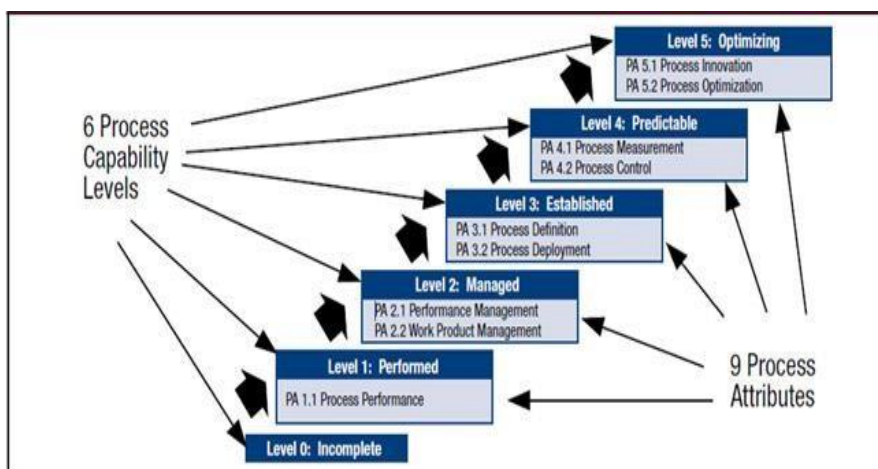 Level 5: Optimizing
PA 5.1 Process Innovation
PA 5.2 Process Optimization
6 Process
Capability
Levels
Level 4: Predictable
PA 4.1 Process Measurement
PA 4.2 Process Control
Level 3: Established
PA 3.1 Process Definition
PA 3.2 Process Deployment
Level 2: Managed
PA 2.1 Performance Management
PA 2.2 Work Product Management
Level 1: Performed
PA 1.1 Process Performance
9 Process
Attributes
Level 0: Incomplete